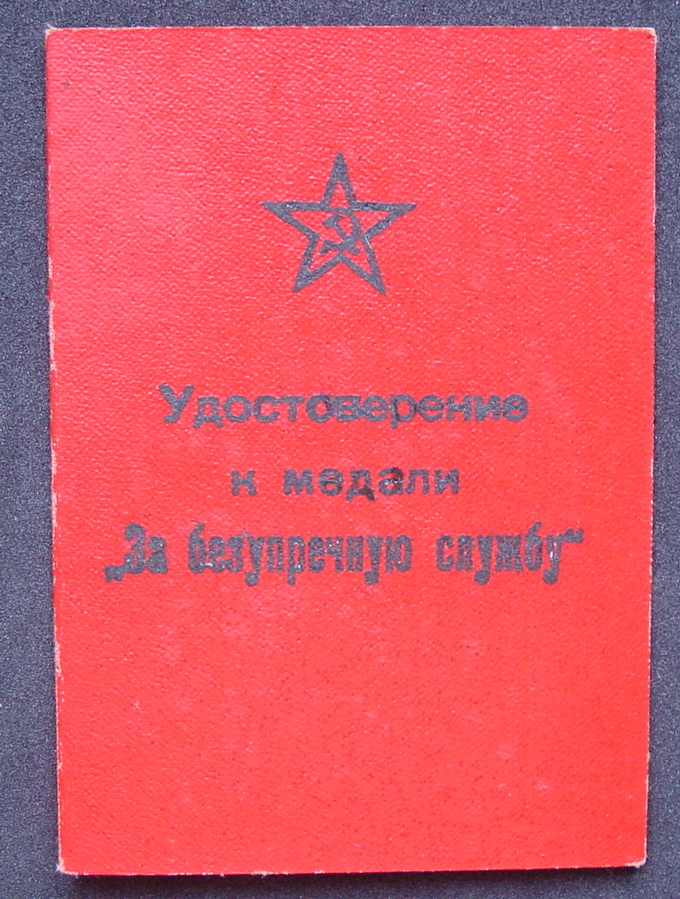 Удостоверение
к медали
„За безупречную службу“